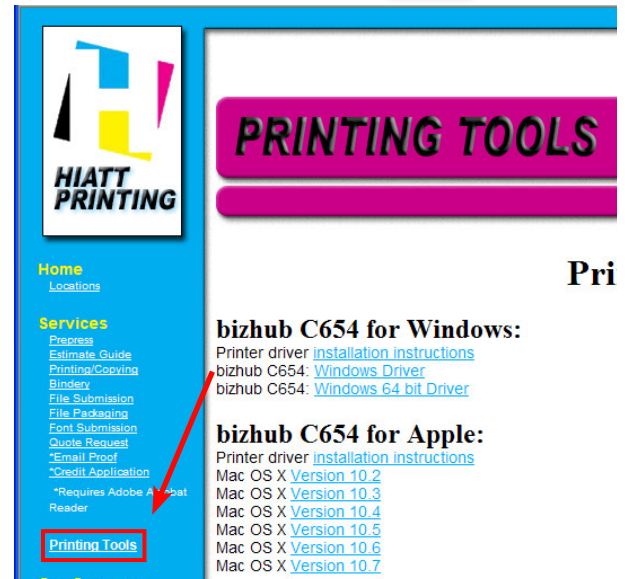 HIATT
PRINTING
PRINTING TOOLS
Home
Locations
Services
Prepress
Estimate Guide
Printing/Copying
Bindery
File Submission
File Packaging
Font Submission
Quote Request
*Email Proof
*Credit Application
*Requires Adobe Acrobat
Reader
Printing Tools
Pri
bizhub C654 for Windows:
Printer driver installation instructions
bizhub C654: Windows Driver
bizhub C654: Windows 64 bit Driver
bizhub C654 for Apple:
Printer driver installation instructions
Mac OS X Version 10.2
Mac OS X Version 10.3
Mac OS X Version 10.4
Mac OS X Version 10.5
Mac OS X Version 10.6
Mac OS X Version 10.7